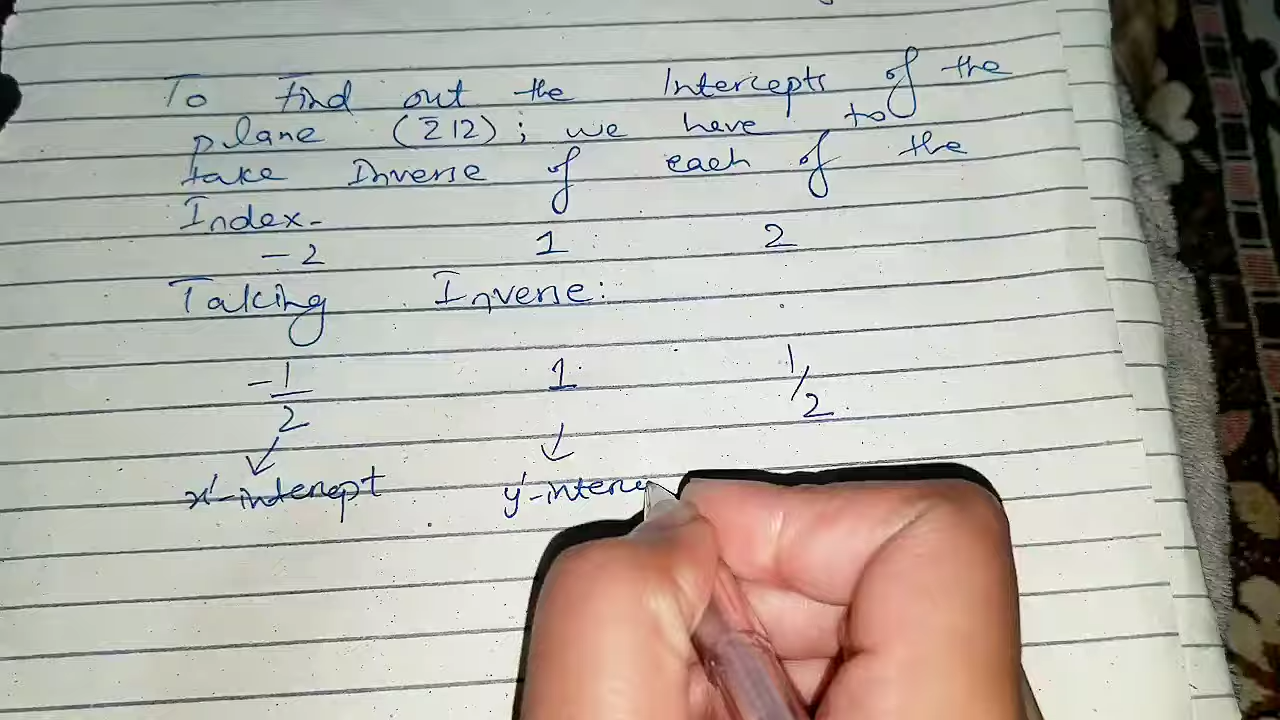 To Find out the Intercepts of the
plane (2̅12); we have to
take Inverse of each of the
Index-
-2 1 2
Taking Inverse:
-1/2 1 1/2
x'-intercept y'-interce